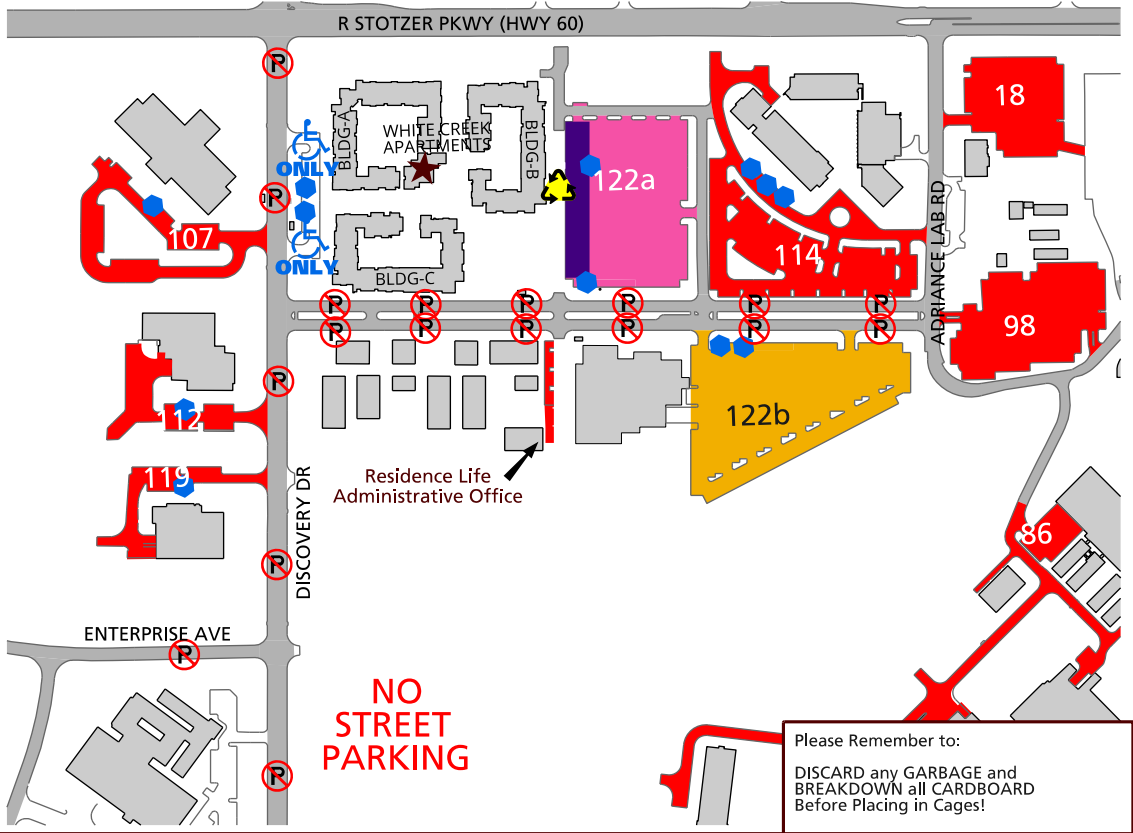 R STOTZER PKWY (HWY 60)
P
18
BLDG-A
WHITE CREEK
APARTMENTS
BLDG-B
ONLY
122a
P
ADRIANCE LAB RD
107
114
ONLY
BLDG-C
P P P P P P
P P P P P P
98
P
112
122b
119
Residence Life
Administrative Office
DISCOVERY DR
86
P
ENTERPRISE AVE
P
NO
STREET
PARKING
P
Please Remember to:
DISCARD any GARBAGE and
BREAKDOWN all CARDBOARD
Before Placing in Cages!